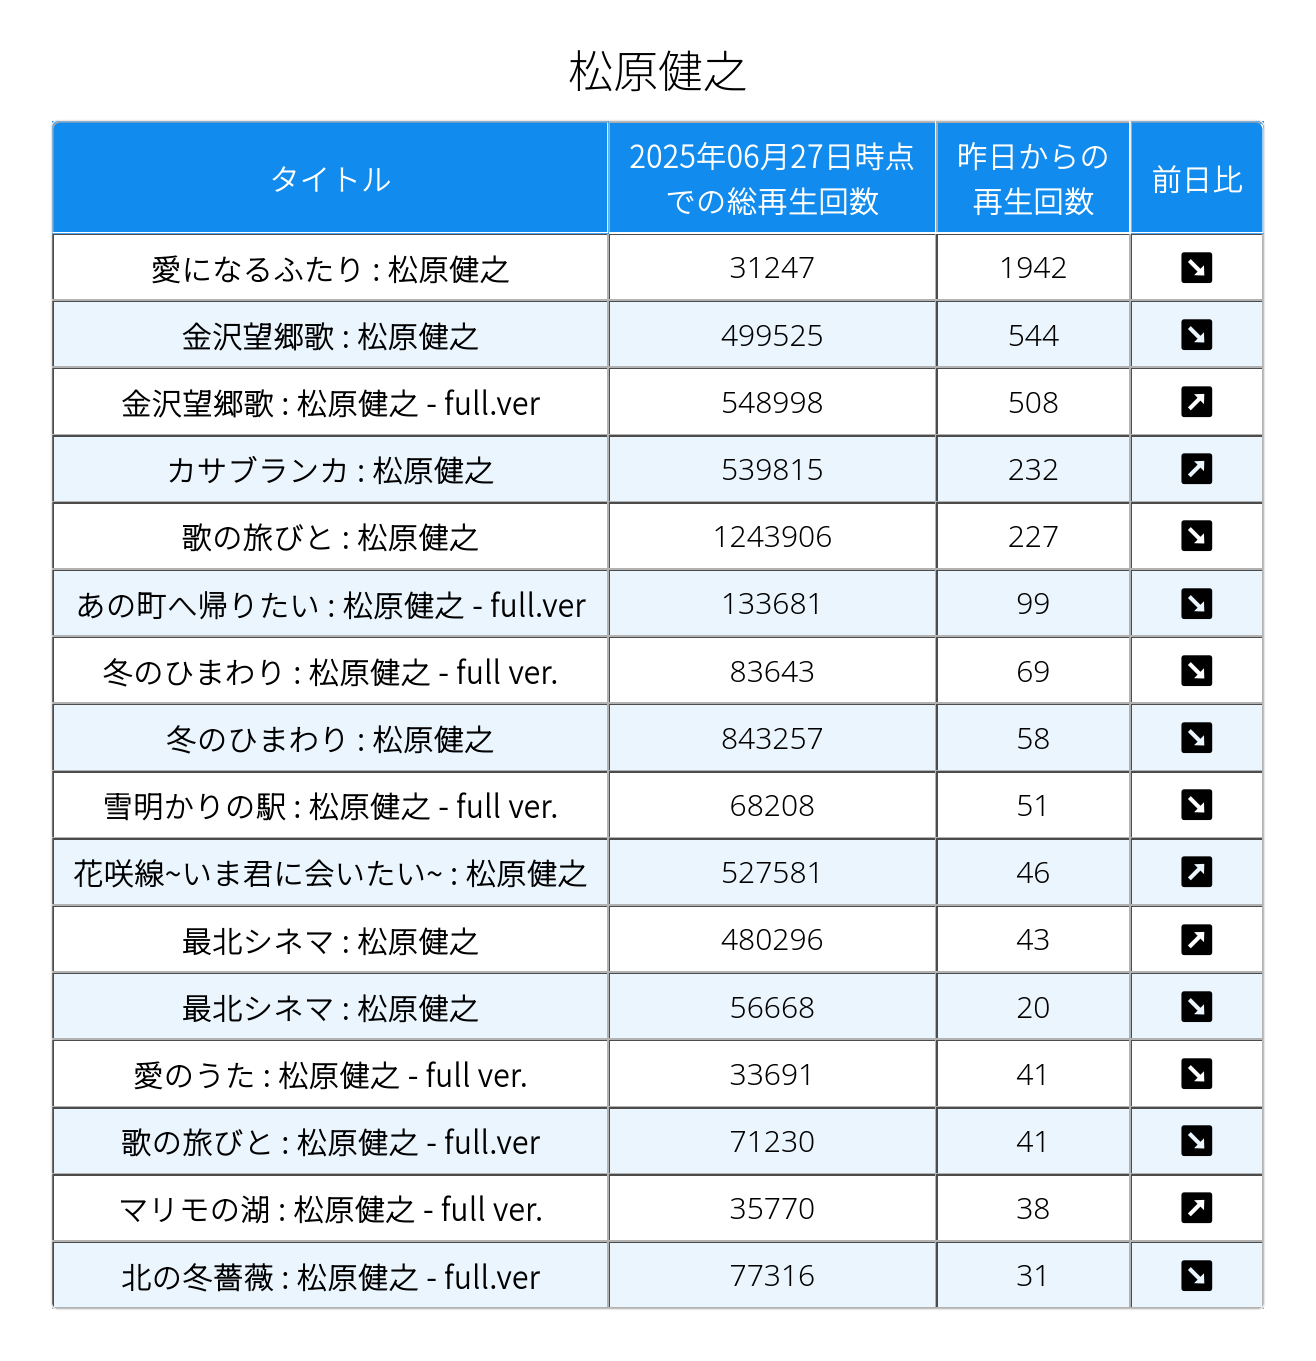 松原健之
タイトル 2025年06月27日時点での総再生回数 昨日からの再生回数 前日比
愛になるふたり : 松原健之 31247 1942
金沢望郷歌 : 松原健之 499525 544
金沢望郷歌 : 松原健之 - full.ver 548998 508
カサブランカ : 松原健之 539815 232
歌の旅びと : 松原健之 1243906 227
あの町へ帰りたい : 松原健之 - full.ver 133681 99
冬のひまわり : 松原健之 - full ver. 83643 69
冬のひまわり : 松原健之 843257 58
雪明かりの駅 : 松原健之 - full ver. 68208 51
花咲線~いま君に会いたい~ : 松原健之 527581 46
最北シネマ : 松原健之 480296 43
最北シネマ : 松原健之 56668 20
愛のうた : 松原健之 - full ver. 33691 41
歌の旅びと : 松原健之 - full.ver 71230 41
マリモの湖 : 松原健之 - full ver. 35770 38
北の冬薔薇 : 松原健之 - full.ver 77316 31